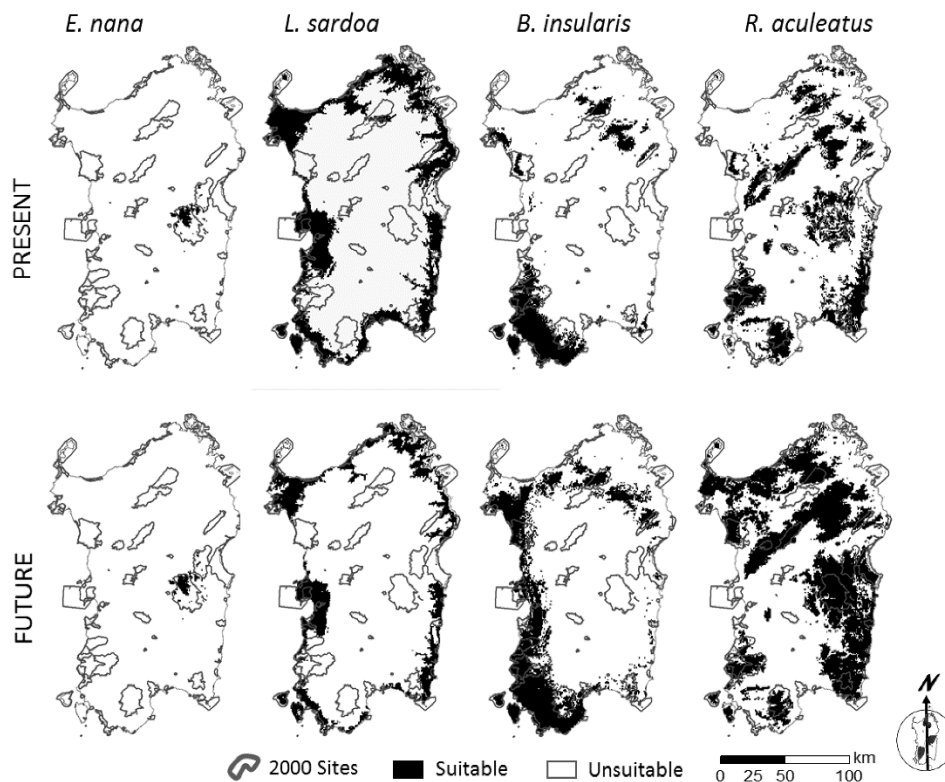 E. nana L. sardoa B. insularis R. aculeatus
PRESENT
FUTURE
N
2000 Sites Suitable Unsuitable
km
0 25 50 100